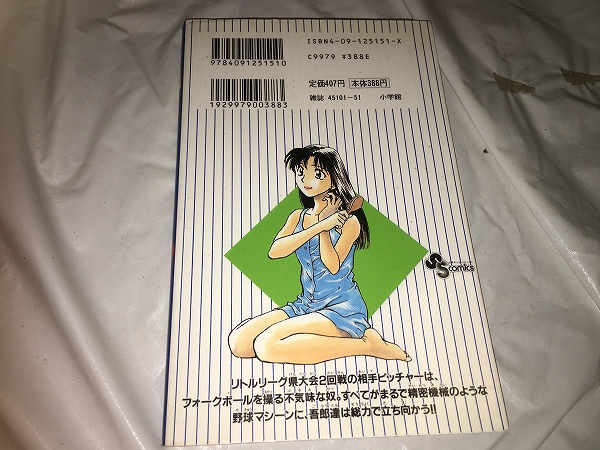 ISBN4-09-125151-X
C9979 ¥388E
9784091251510
定価407円 本体388円
雑誌 45101-51 小学館
1929979003883
SS comics
リトルリーグ県大会2回戦の相手ピッチャーは、
フォークボールを操る不気味な奴。すべてがまるで精密機械のような
野球マシーンに、吾郎達は総力で立ち向かう!!